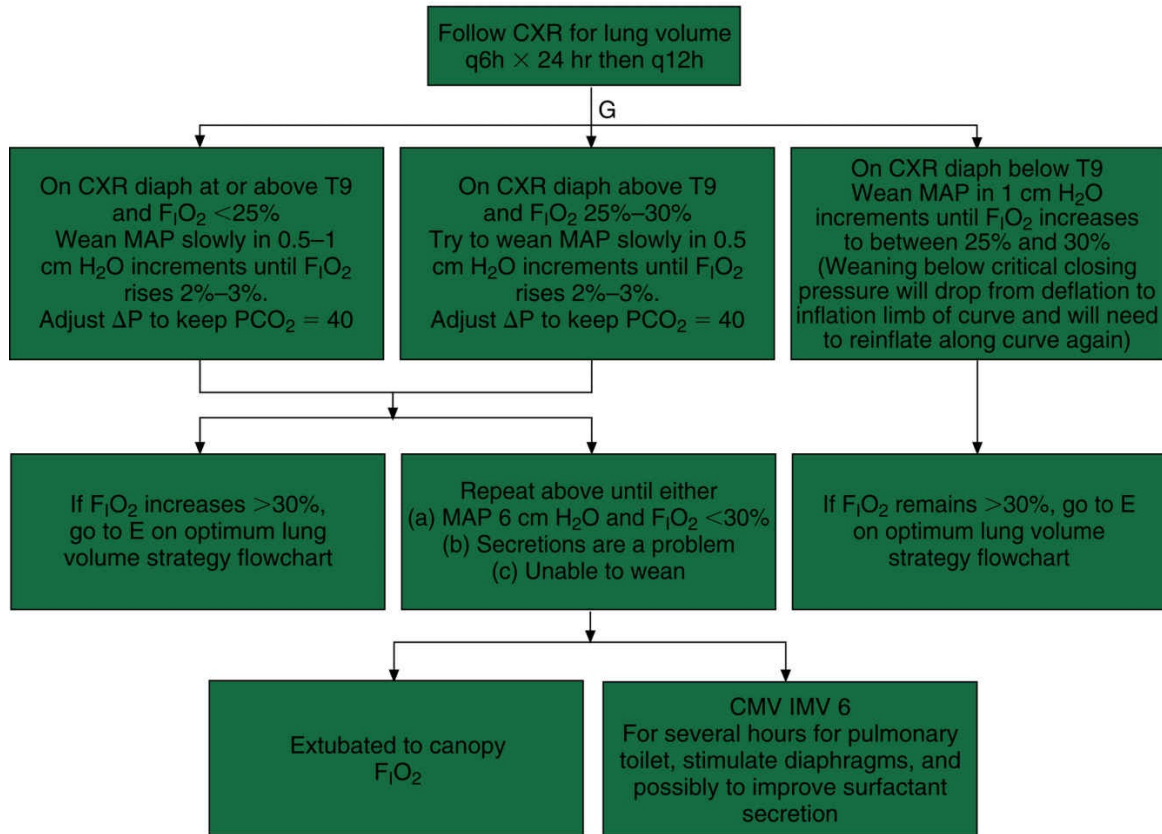 Follow CXR for lung volume
q6h × 24 hr then q12h
G
On CXR diaph at or above T9
and FIO2 <25%
Wean MAP slowly in 0.5–1
cm H2O increments until FIO2
rises 2%–3%.
Adjust ΔP to keep PCO2 = 40
On CXR diaph above T9
and FIO2 25%–30%
Try to wean MAP slowly in 0.5
cm H2O increments until FIO2
rises 2%–3%.
Adjust ΔP to keep PCO2 = 40
On CXR diaph below T9
Wean MAP in 1 cm H2O
increments until FIO2 increases
to between 25% and 30%
(Weaning below critical closing
pressure will drop from deflation to
inflation limb of curve and will need
to reinflate along curve again)
If FIO2 increases >30%,
go to E on optimum lung
volume strategy flowchart
Repeat above until either
(a) MAP 6 cm H2O and FIO2 <30%
(b) Secretions are a problem
(c) Unable to wean
If FIO2 remains >30%, go to E
on optimum lung volume
strategy flowchart
Extubated to canopy
FIO2
CMV IMV 6
For several hours for pulmonary
toilet, stimulate diaphragms, and
possibly to improve surfactant
secretion